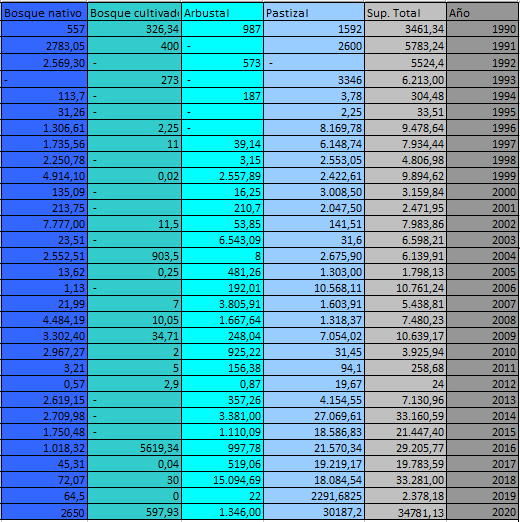 Bosque nativo Bosque cultivado Arbustal Pastizal Sup. Total Año
557 326,34 987 1592 3461,34 1990
2783,05 400 - 2600 5783,24 1991
2.569,30 - 573 - 5524,4 1992
- 273 - 3346 6.213,00 1993
113,7 - 187 3,78 304,48 1994
31,26 - - 2,25 33,51 1995
1.306,61 2,25 - 8.169,78 9.478,64 1996
1.735,56 11 39,14 6.148,74 7.934,44 1997
2.250,78 - 3,15 2.553,05 4.806,98 1998
4.914,10 0,02 2.557,89 2.422,61 9.894,62 1999
135,09 - 16,25 3.008,50 3.159,84 2000
213,75 - 210,7 2.047,50 2.471,95 2001
7.777,00 11,5 53,85 141,51 7.983,86 2002
23,51 - 6.543,09 31,6 6.598,21 2003
2.552,51 903,5 8 2.675,90 6.139,91 2004
13,62 0,25 481,26 1.303,00 1.798,13 2005
1,13 - 192,01 10.568,11 10.761,24 2006
21,99 7 3.805,91 1.603,91 5.438,81 2007
4.484,19 10,05 1.667,64 1.318,37 7.480,23 2008
3.302,40 34,71 248,04 7.054,02 10.639,17 2009
2.967,27 2 925,22 31,45 3.925,94 2010
3,21 5 156,38 94,1 258,68 2011
0,57 2,9 0,87 19,67 24 2012
2.619,15 - 357,26 4.154,55 7.130,96 2013
2.709,98 - 3.381,00 27.069,61 33.160,59 2014
1.750,48 - 1.110,09 18.586,83 21.447,40 2015
1.018,32 5619,34 997,78 21.570,34 29.205,77 2016
45,31 0,04 519,06 19.219,17 19.783,59 2017
72,07 30 15.094,69 18.084,54 33.281,00 2018
64,5 0 22 2291,6825 2.378,18 2019
2650 597,93 1.346,00 30187,2 34781,13 2020